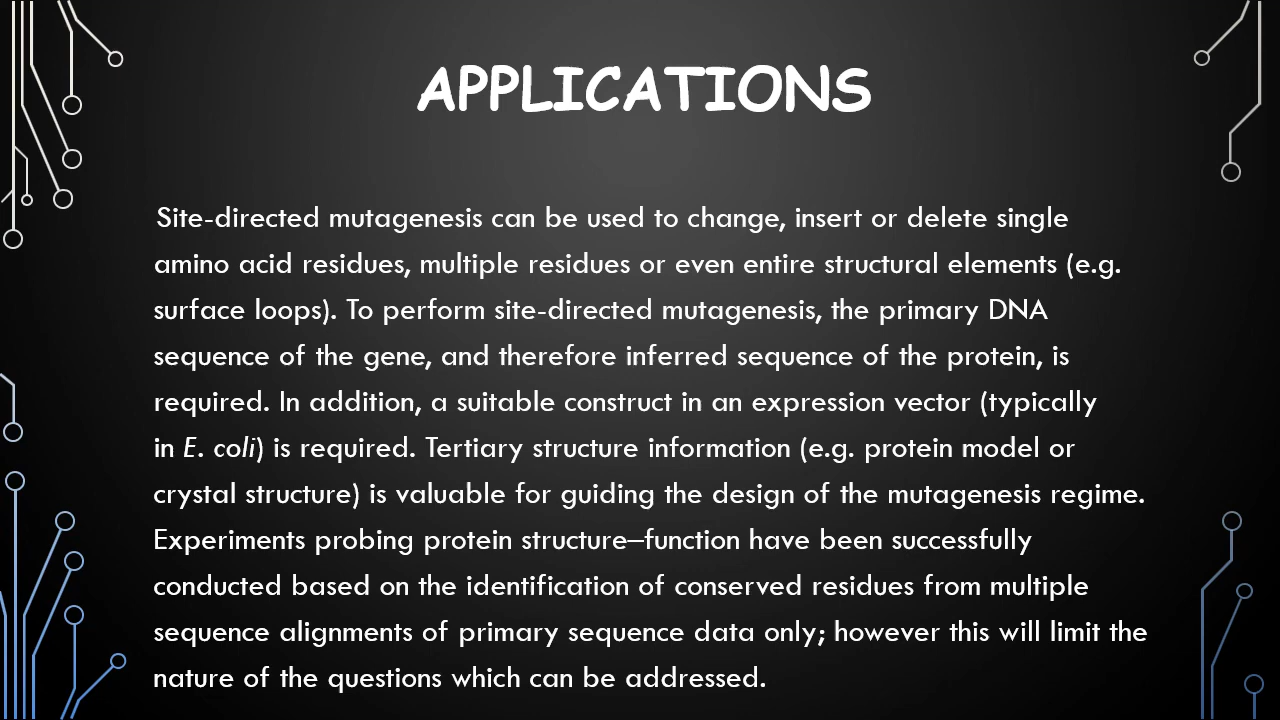 APPLICATIONS
Site-directed mutagenesis can be used to change, insert or delete single
amino acid residues, multiple residues or even entire structural elements (e.g.
surface loops). To perform site-directed mutagenesis, the primary DNA
sequence of the gene, and therefore inferred sequence of the protein, is
required. In addition, a suitable construct in an expression vector (typically
in E. coli) is required. Tertiary structure information (e.g. protein model or
crystal structure) is valuable for guiding the design of the mutagenesis regime.
Experiments probing protein structure–function have been successfully
conducted based on the identification of conserved residues from multiple
sequence alignments of primary sequence data only; however this will limit the
nature of the questions which can be addressed.